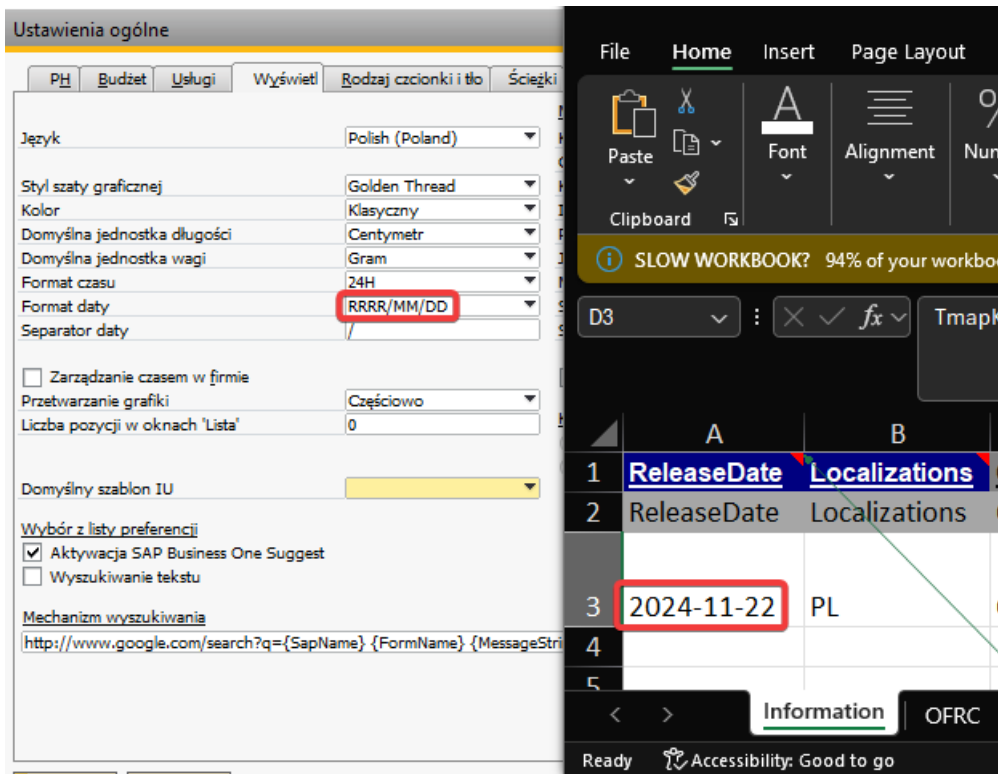 Ustawienia ogólne
PH Budżet Usługi Wyświetl Rodzaj czcionki i tło Ścieżki
Język Polish (Poland)
Styl szaty graficznej Golden Thread
Kolor Klasyczny
Domyślna jednostka długości Centymetr
Domyślna jednostka wagi Gram
Format czasu 24H
Format daty RRRR/MM/DD
Separator daty /
Zarządzanie czasem w firmie
Przetwarzanie grafiki Częściowo
Liczba pozycji w oknach 'Lista' 0
Domyślny szablon IU
Wybór z listy preferencji
Aktywacja SAP Business One Suggest
Wyszukiwanie tekstu
Mechanizm wyszukiwania
http://www.google.com/search?q={SapName} {FormName} {MessageStri
File Home Insert Page Layout
Paste Font Alignment Num
Clipboard
SLOW WORKBOOK? 94% of your workboo
D3 fx TmapK
A B
1 ReleaseDate Localizations
2 ReleaseDate Localizations
3 2024-11-22 PL
4
5
Information OFRC
Ready Accessibility: Good to go